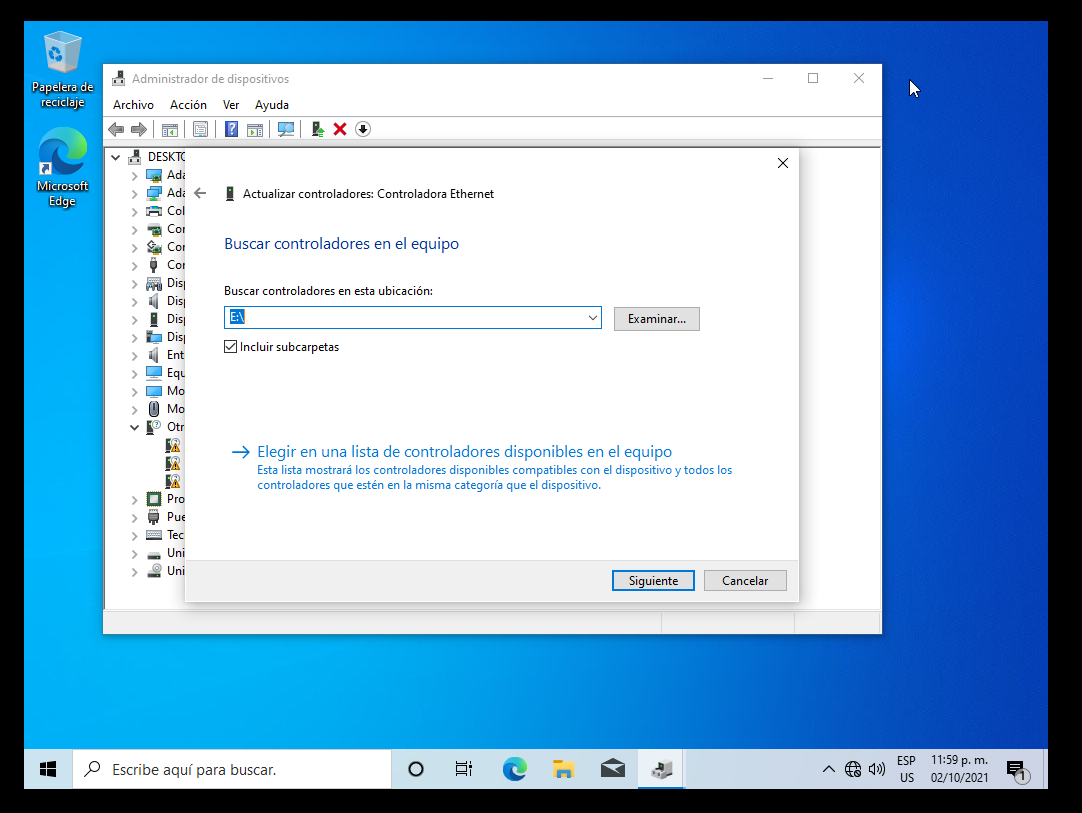 Papelera de
reciclaje
Microsoft
Edge
Administrador de dispositivos
Archivo Acción Ver Ayuda
DESKTO
Ada
Ada
Col
Con
Con
Con
Disp
Disp
Disp
Disp
Ent
Equ
Mo
Mo
Otr
Pro
Pue
Tec
Uni
Uni
Actualizar controladores: Controladora Ethernet
Buscar controladores en el equipo
Buscar controladores en esta ubicación:
E:\
Examinar...
Incluir subcarpetas
Elegir en una lista de controladores disponibles en el equipo
Esta lista mostrará los controladores disponibles compatibles con el dispositivo y todos los
controladores que estén en la misma categoría que el dispositivo.
Siguiente Cancelar
Escribe aquí para buscar.
ESP
US
11:59 p. m.
02/10/2021
1